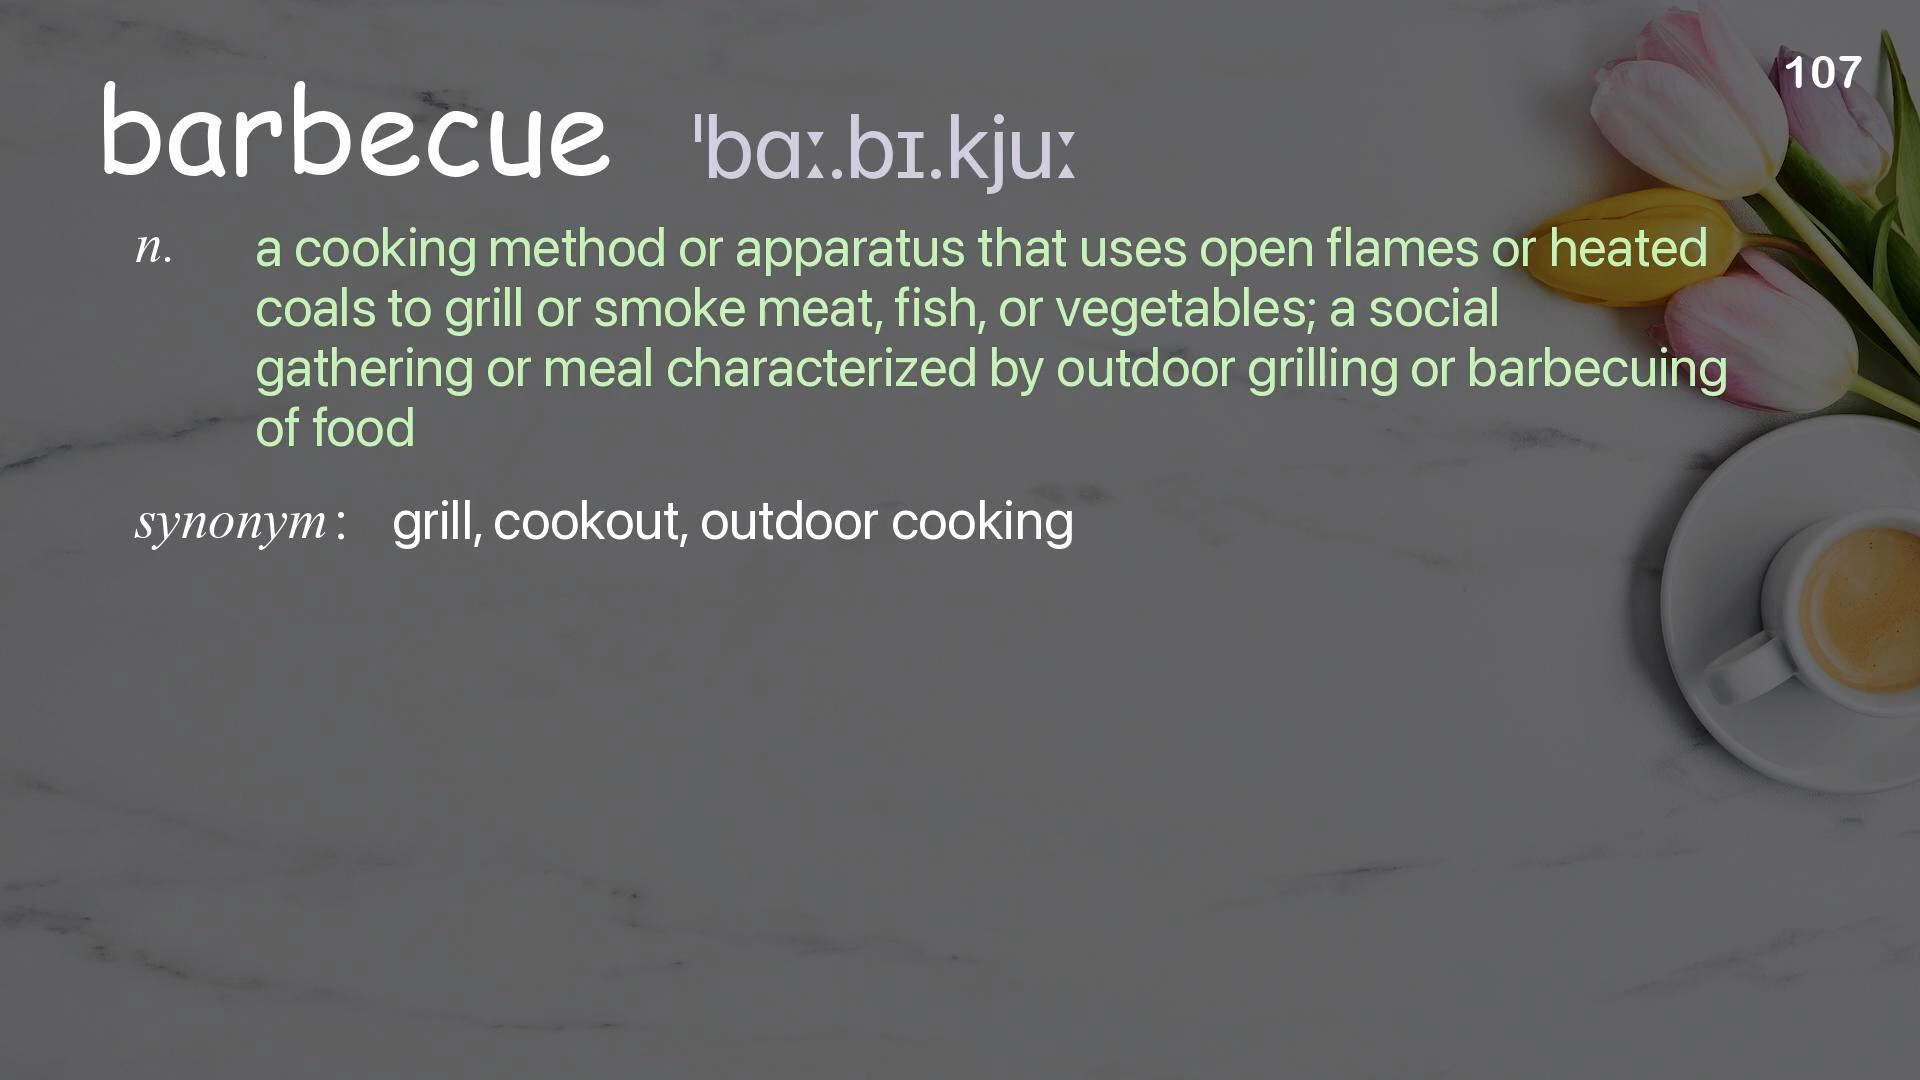 107
barbecue ˈbɑː.bɪ.kjuː
n. a cooking method or apparatus that uses open flames or heated
coals to grill or smoke meat, fish, or vegetables; a social
gathering or meal characterized by outdoor grilling or barbecuing
of food
synonym: grill, cookout, outdoor cooking